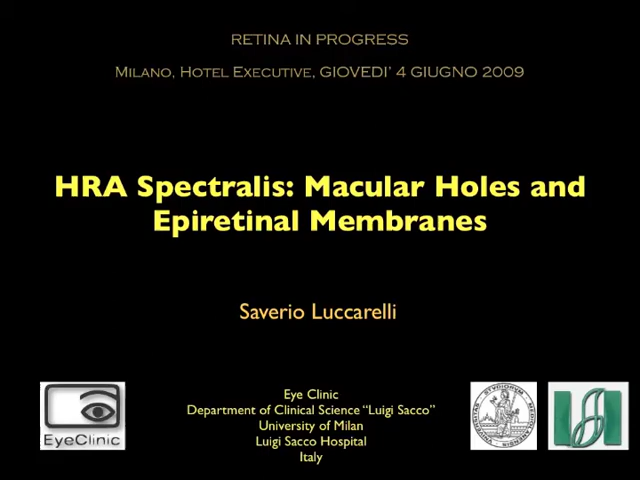 RETINA IN PROGRESS
MILANO, HOTEL EXECUTIVE, GIOVEDI' 4 GIUGNO 2009
HRA Spectralis: Macular Holes and
Epiretinal Membranes
Saverio Luccarelli
Eye Clinic
Department of Clinical Science “Luigi Sacco”
University of Milan
Luigi Sacco Hospital
Italy
EyeClinic